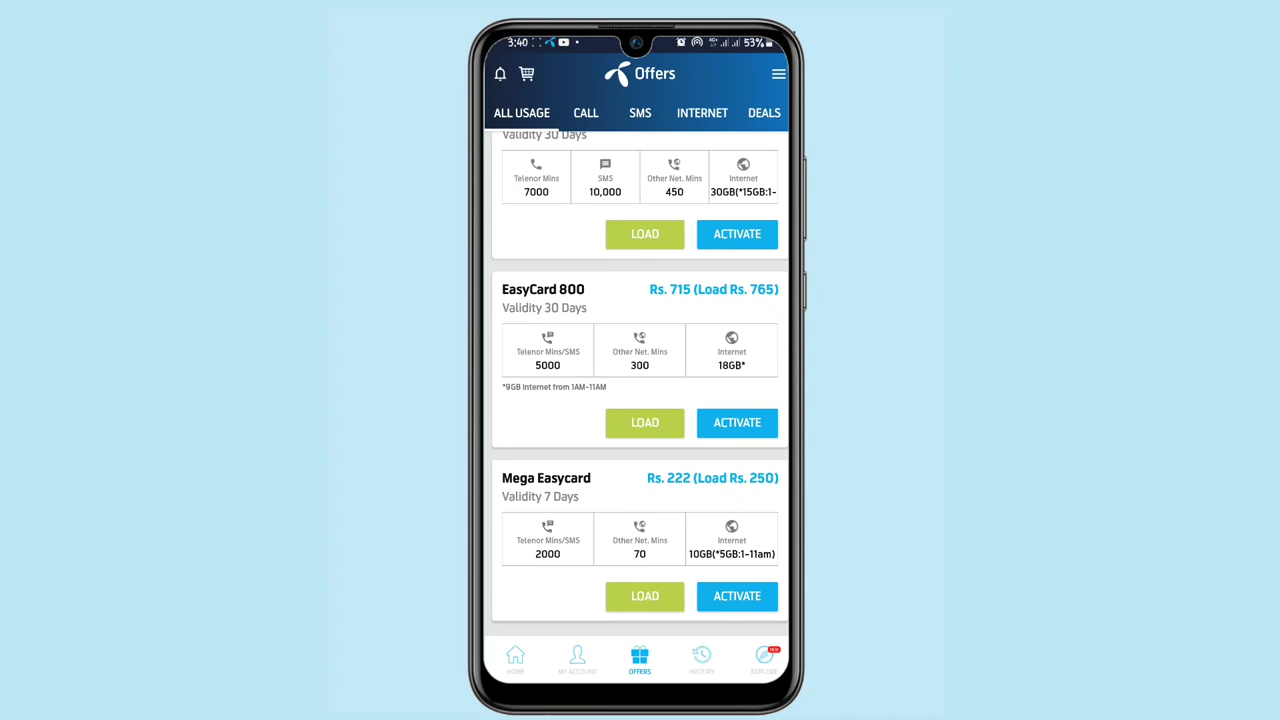 3:40 53%
Offers
ALL USAGE CALL SMS INTERNET DEALS
Validity 30 Days
Telenor Mins SMS Other Net. Mins Internet
7000 10,000 450 30GB(*15GB:1-
LOAD ACTIVATE
EasyCard 800 Rs. 715 (Load Rs. 765)
Validity 30 Days
Telenor Mins/SMS Other Net. Mins Internet
5000 300 18GB*
*9GB Internet from 1AM-11AM
LOAD ACTIVATE
Mega Easycard Rs. 222 (Load Rs. 250)
Validity 7 Days
Telenor Mins/SMS Other Net. Mins Internet
2000 70 10GB(*5GB:1-11am)
LOAD ACTIVATE
NEW
HOME MY ACCOUNT OFFERS HISTORY EXPLORE